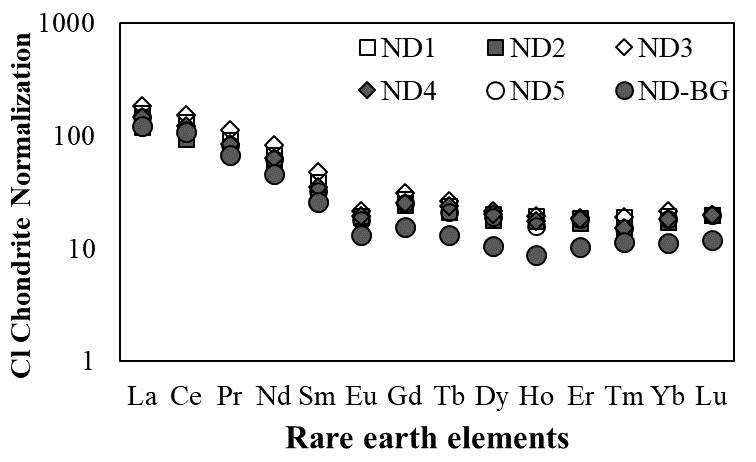 1000
100
10
1
Cl Chondrite Normalization
ND1 ND2 ND3
ND4 ND5 ND-BG
La Ce Pr Nd Sm Eu Gd Tb Dy Ho Er Tm Yb Lu
Rare earth elements